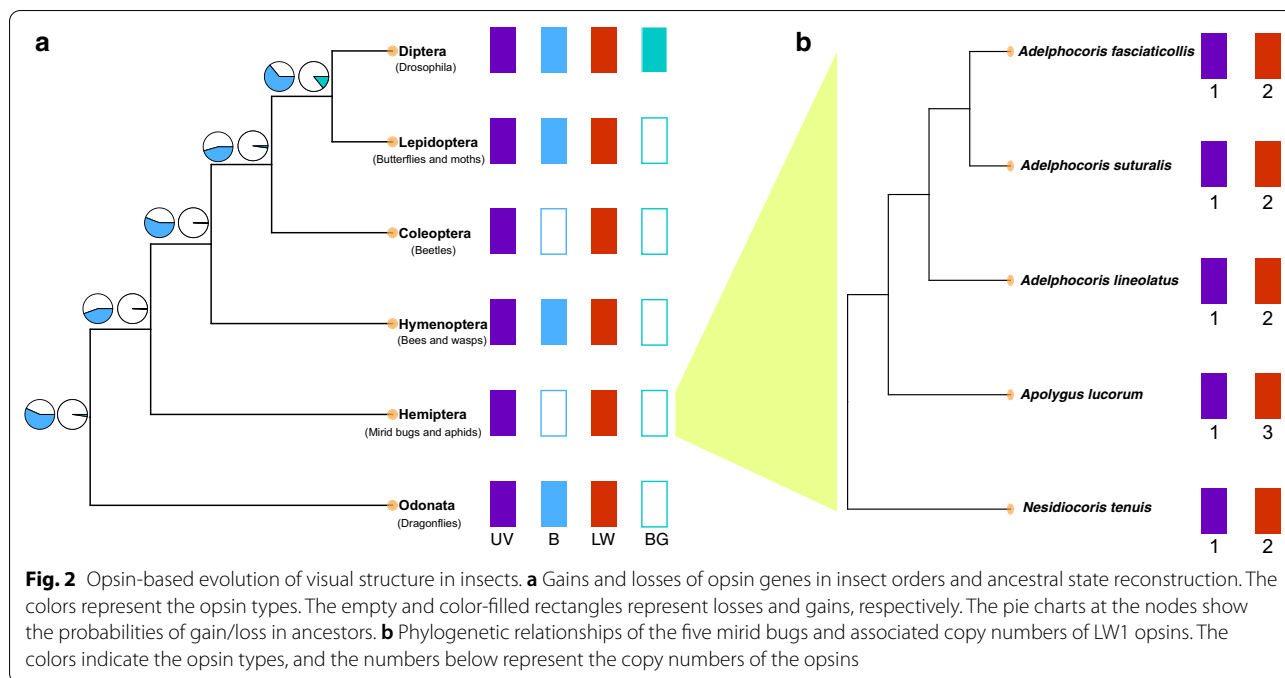 a
Diptera
(Drosophila)
Lepidoptera
(Butterflies and moths)
Coleoptera
(Beetles)
Hymenoptera
(Bees and wasps)
Hemiptera
(Mirid bugs and aphids)
Odonata
(Dragonflies)
UV B LW BG
b
Adelphocoris fasciaticollis
1 2
Adelphocoris suturalis
1 2
Adelphocoris lineolatus
1 2
Apolygus lucorum
1 3
Nesidiocoris tenuis
1 2
Fig. 2 Opsin-based evolution of visual structure in insects. a Gains and losses of opsin genes in insect orders and ancestral state reconstruction. The
colors represent the opsin types. The empty and color-filled rectangles represent losses and gains, respectively. The pie charts at the nodes show
the probabilities of gain/loss in ancestors. b Phylogenetic relationships of the five mirid bugs and associated copy numbers of LW1 opsins. The
colors indicate the opsin types, and the numbers below represent the copy numbers of the opsins